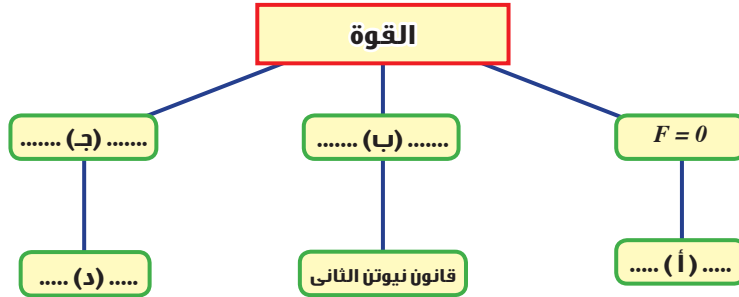 القوة
F = 0
....... (ب) .......
....... (جـ) .......
..... (أ) .....
قانون نيوتن الثانى
..... (د) .....